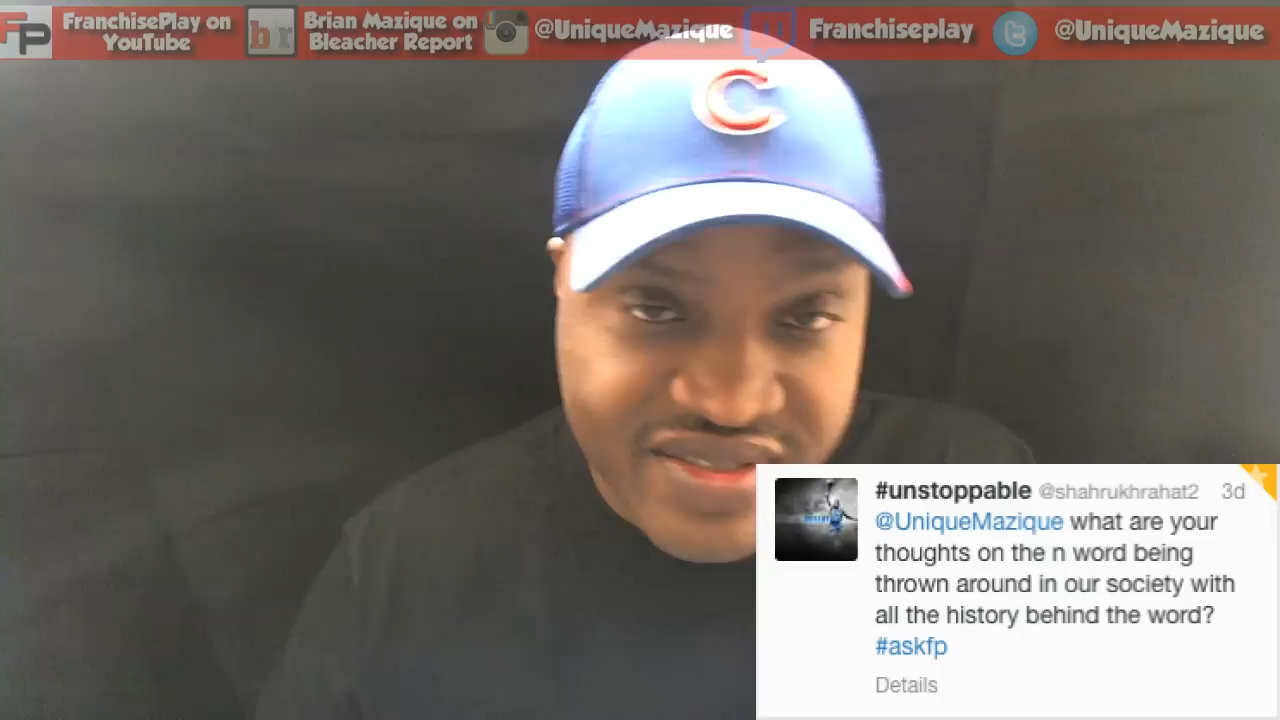 FP
FranchisePlay on
YouTube
br
Brian Mazique on
Bleacher Report
@UniqueMazique
Franchiseplay
@UniqueMazique
C
#unstoppable @shahrukhrahat2 3d
@UniqueMazique what are your
thoughts on the n word being
thrown around in our society with
all the history behind the word?
#askfp
Details